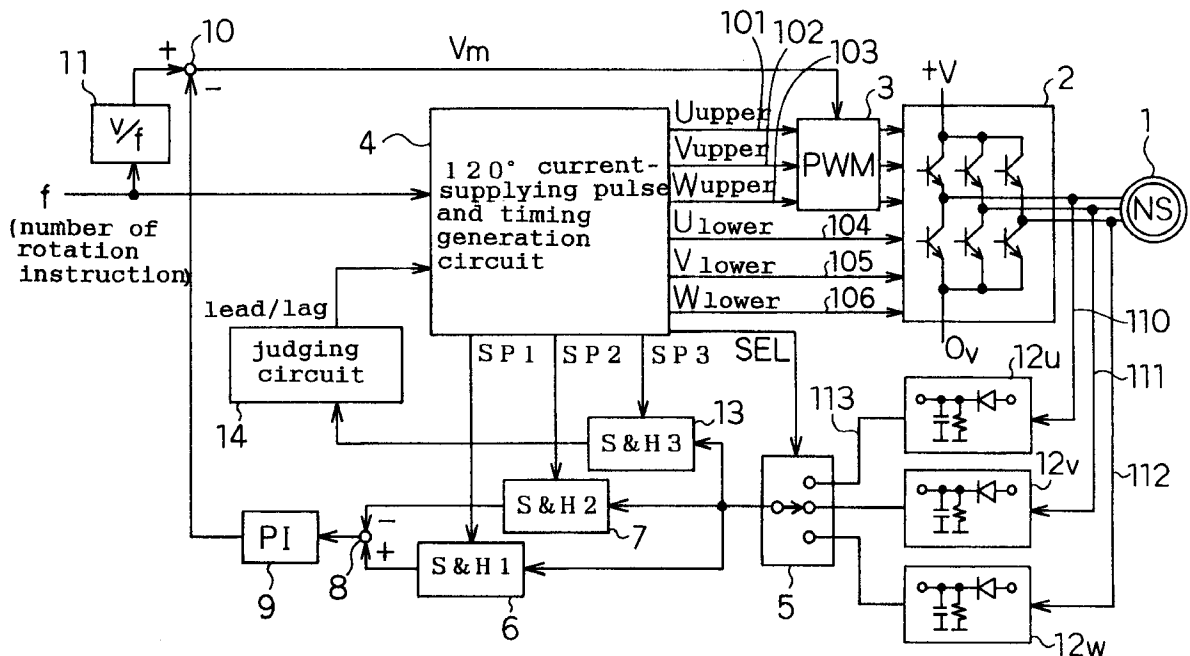 101
102
103
10
Vm
+
-
11
V/f
+V
3
2
1
4
Uupper
Vupper
Wupper
PWM
NS
120° current-
supplying pulse
and timing
generation
circuit
f
(number of
rotation
instruction)
Ulower 104
Vlower 105
Wlower 106
lead/lag
judging
circuit
14
SP1
SP2
SP3
SEL
0v
110
111
112
12u
113
13
S&H3
12v
S&H2
7
-
+
PI
9
8
S&H1
6
5
12w